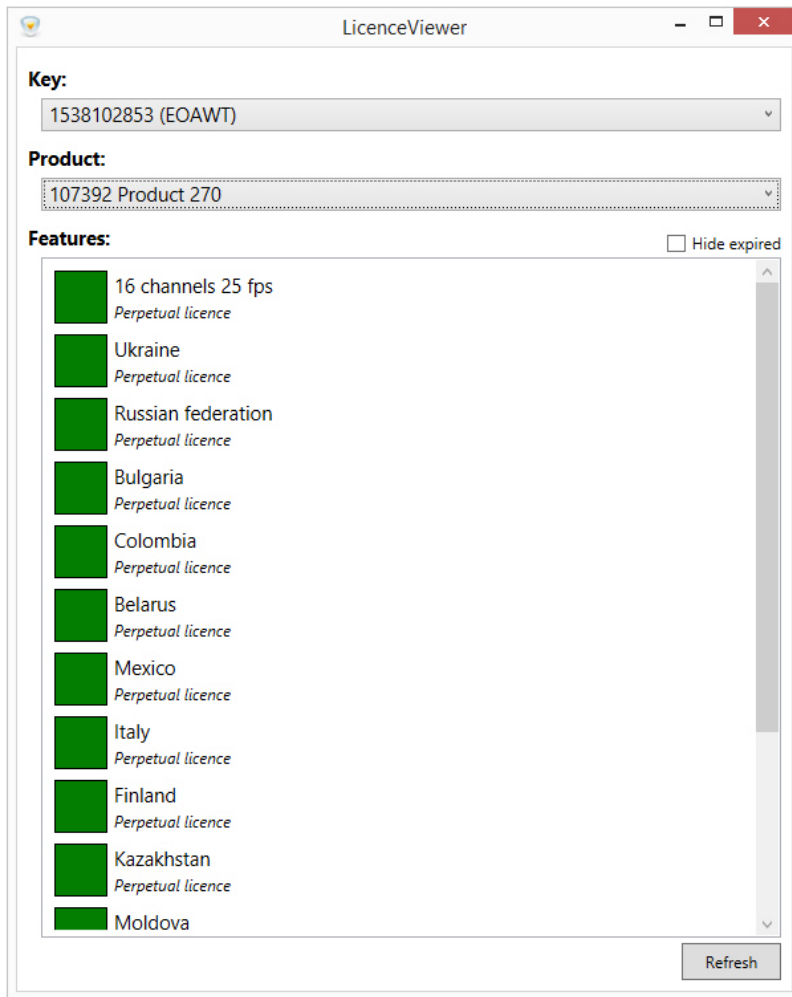 LicenceViewer
Key:
1538102853 (EOAWT)
Product:
107392 Product 270
Features:
Hide expired
16 channels 25 fps
Perpetual licence
Ukraine
Perpetual licence
Russian federation
Perpetual licence
Bulgaria
Perpetual licence
Colombia
Perpetual licence
Belarus
Perpetual licence
Mexico
Perpetual licence
Italy
Perpetual licence
Finland
Perpetual licence
Kazakhstan
Perpetual licence
Moldova
Refresh